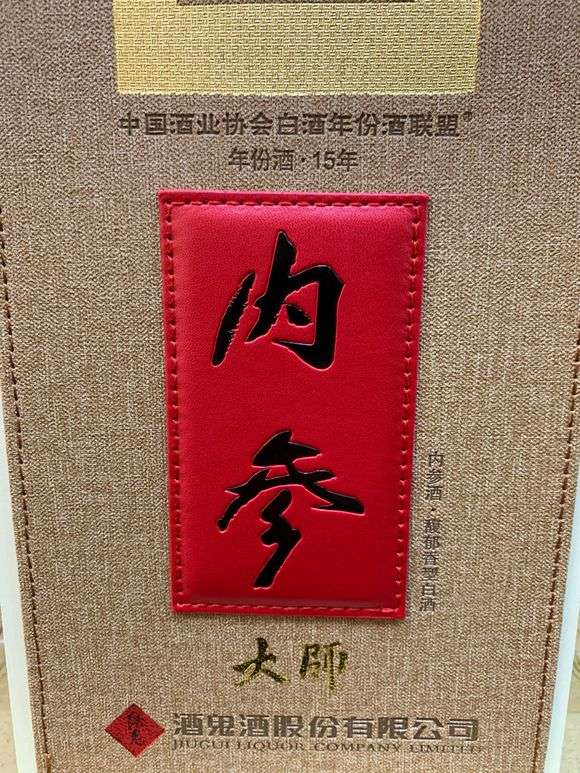 中国酒业协会白酒年份酒联盟®
年份酒·15年
内参
内参酒·馥郁香型白酒
大師
酒鬼酒股份有限公司
JIUGUI LIQUOR COMPANY LIMITED